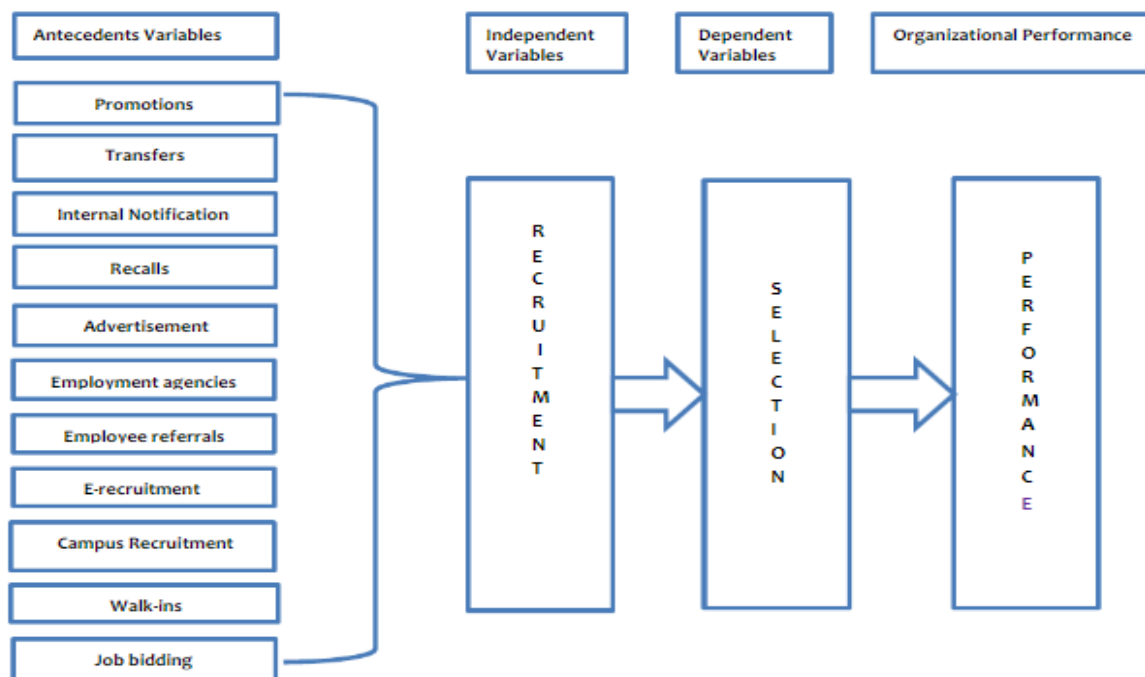 Antecedents Variables
Independent
Variables
Dependent
Variables
Organizational Performance
Promotions
Transfers
Internal Notification
Recalls
Advertisement
Employment agencies
Employee referrals
E-recruitment
Campus Recruitment
Walk-ins
Job bidding
RECRUITMENT
SELECTION
PERFORMANCE